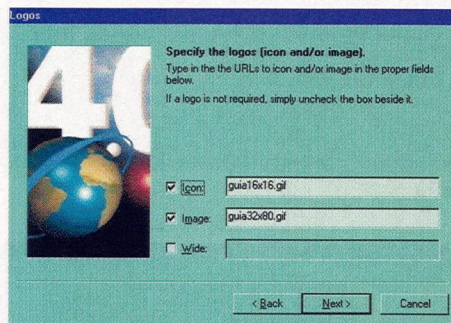 Logos
40
Specify the logos (icon and/or image).
Type in the the URLs to icon and/or image in the proper fields
below.
If a logo is not required, simply uncheck the box beside it.
Icon: guia16x16.gif
Image: guia32x80.gif
Wide:
< Back Next > Cancel